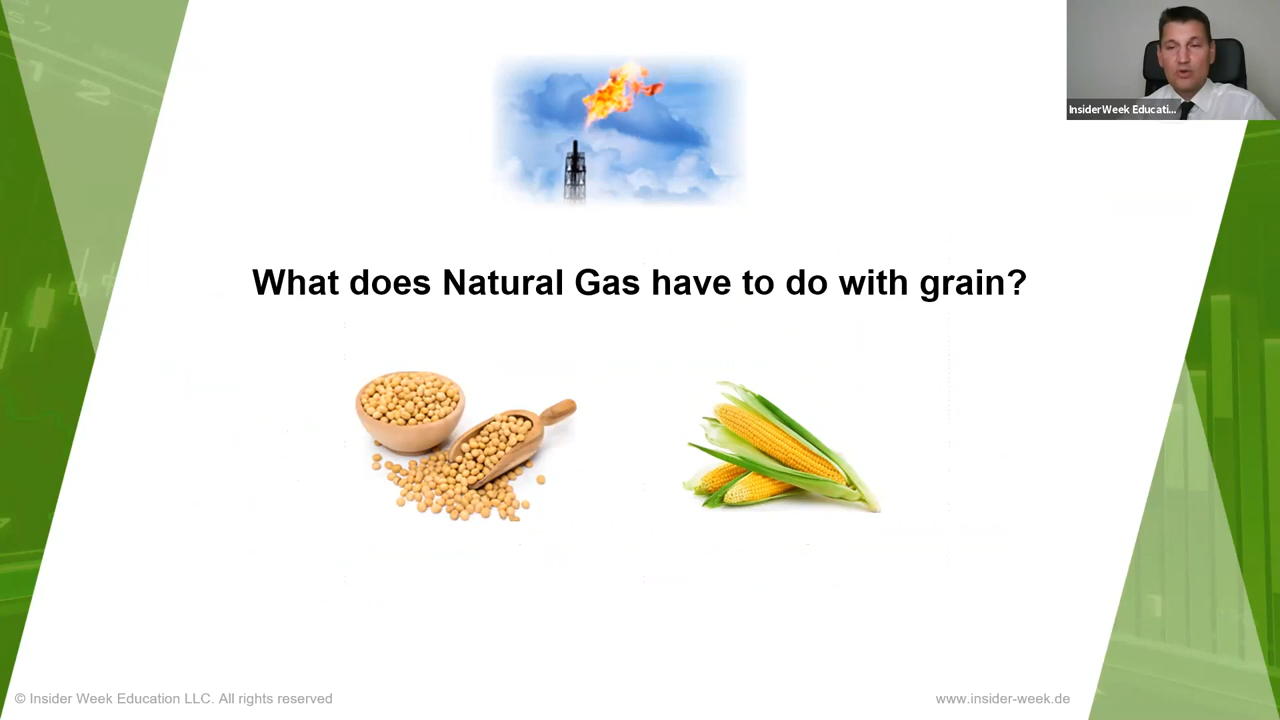 InsiderWeek Educati...
What does Natural Gas have to do with grain?
© Insider Week Education LLC. All rights reserved
www.insider-week.de